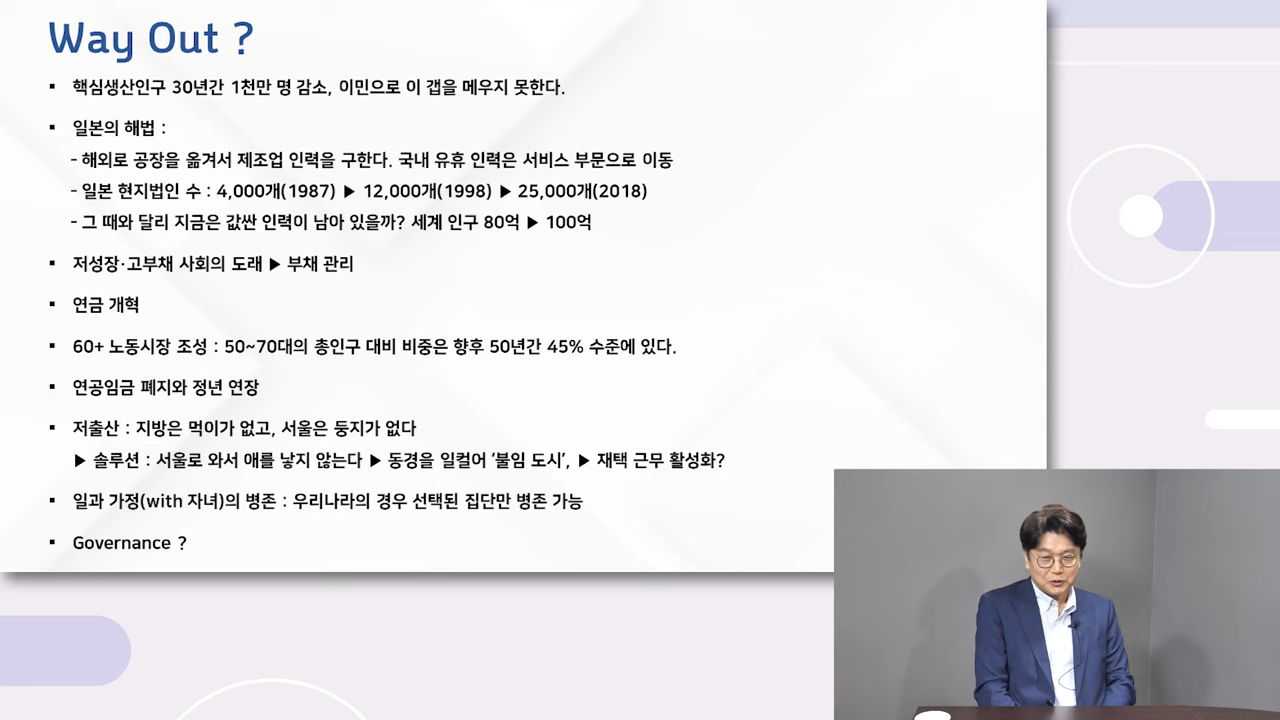 Way Out ?
▪ 핵심생산인구 30년간 1천만 명 감소, 이민으로 이 갭을 메우지 못한다.
▪ 일본의 해법 :
- 해외로 공장을 옮겨서 제조업 인력을 구한다. 국내 유휴 인력은 서비스 부문으로 이동
- 일본 현지법인 수 : 4,000개(1987) ▶ 12,000개(1998) ▶ 25,000개(2018)
- 그 때와 달리 지금은 값싼 인력이 남아 있을까? 세계 인구 80억 ▶ 100억
▪ 저성장·고부채 사회의 도래 ▶ 부채 관리
▪ 연금 개혁
▪ 60+ 노동시장 조성 : 50~70대의 총인구 대비 비중은 향후 50년간 45% 수준에 있다.
▪ 연공임금 폐지와 정년 연장
▪ 저출산 : 지방은 먹이가 없고, 서울은 둥지가 없다
▶ 솔루션 : 서울로 와서 애를 낳지 않는다 ▶ 동경을 일컬어 ‘불임 도시’, ▶ 재택 근무 활성화?
▪ 일과 가정(with 자녀)의 병존 : 우리나라의 경우 선택된 집단만 병존 가능
▪ Governance ?